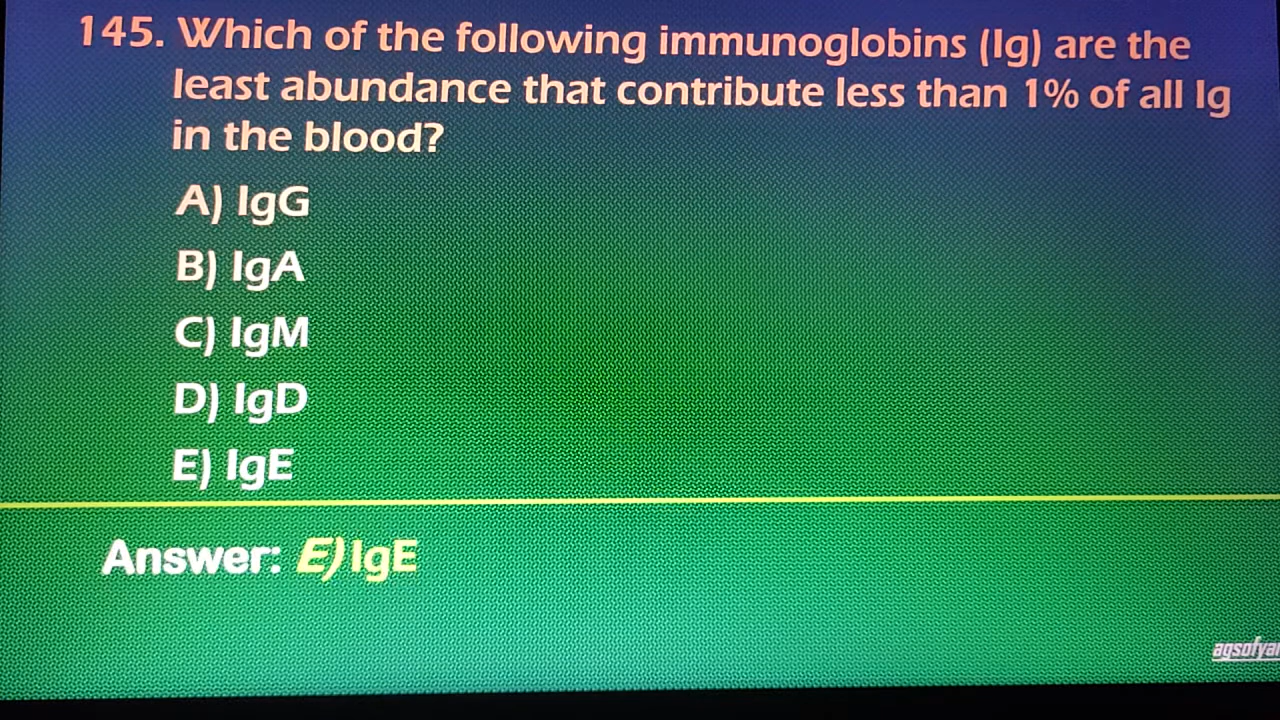 145. Which of the following immunoglobins (Ig) are the
least abundance that contribute less than 1% of all Ig
in the blood?
A) IgG
B) IgA
C) IgM
D) IgD
E) IgE
Answer: E) IgE